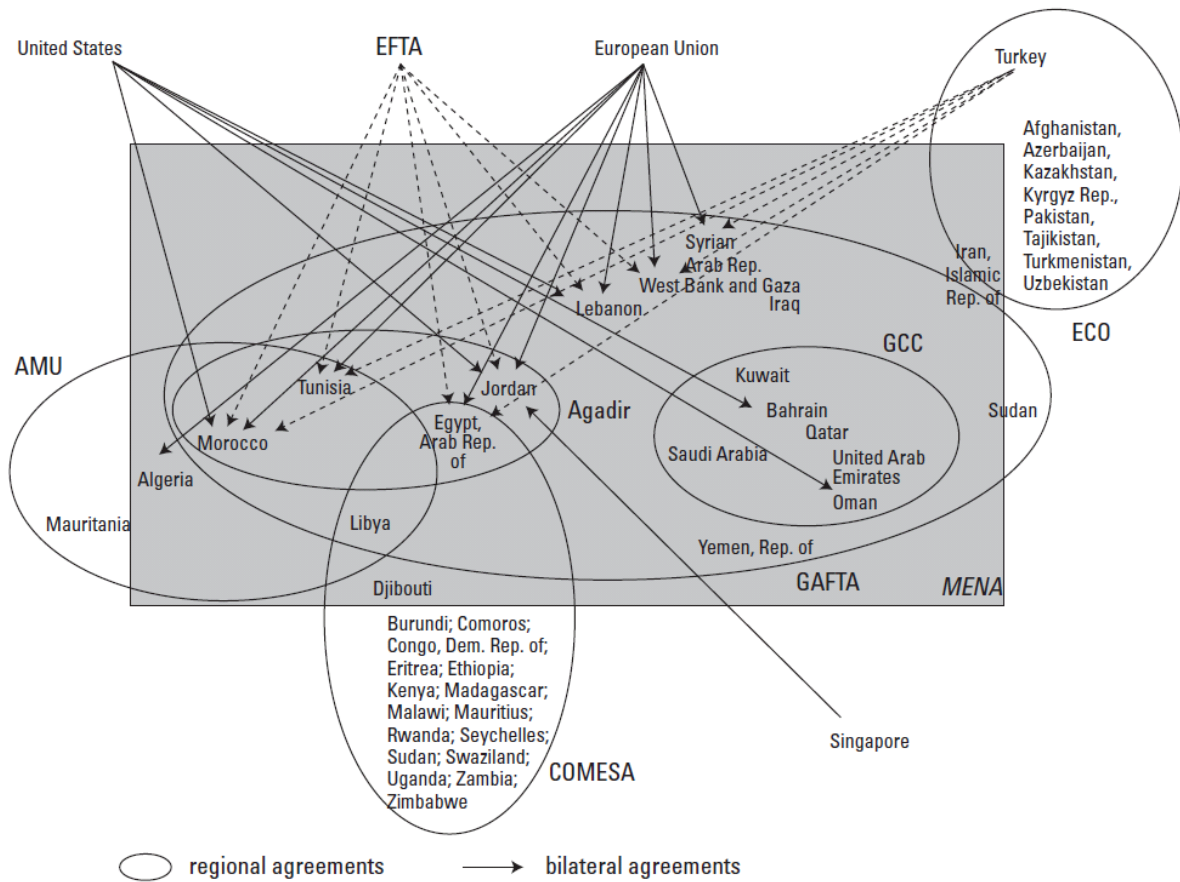 United States
EFTA
European Union
Turkey
Afghanistan,
Azerbaijan,
Kazakhstan,
Kyrgyz Rep.,
Pakistan,
Tajikistan,
Turkmenistan,
Uzbekistan
ECO
Iran,
Islamic
Rep. of
Syrian
Arab Rep.
West Bank and Gaza
Iraq
Lebanon
GCC
AMU
Tunisia
Jordan
Agadir
Kuwait
Bahrain
Qatar
Sudan
Morocco
Egypt,
Arab Rep.
of
Saudi Arabia
United Arab
Emirates
Oman
Algeria
Mauritania
Libya
Yemen, Rep. of
GAFTA
MENA
Djibouti
Burundi; Comoros;
Congo, Dem. Rep. of;
Eritrea; Ethiopia;
Kenya; Madagascar;
Malawi; Mauritius;
Rwanda; Seychelles;
Sudan; Swaziland;
Uganda; Zambia;
Zimbabwe
COMESA
Singapore
regional agreements
bilateral agreements